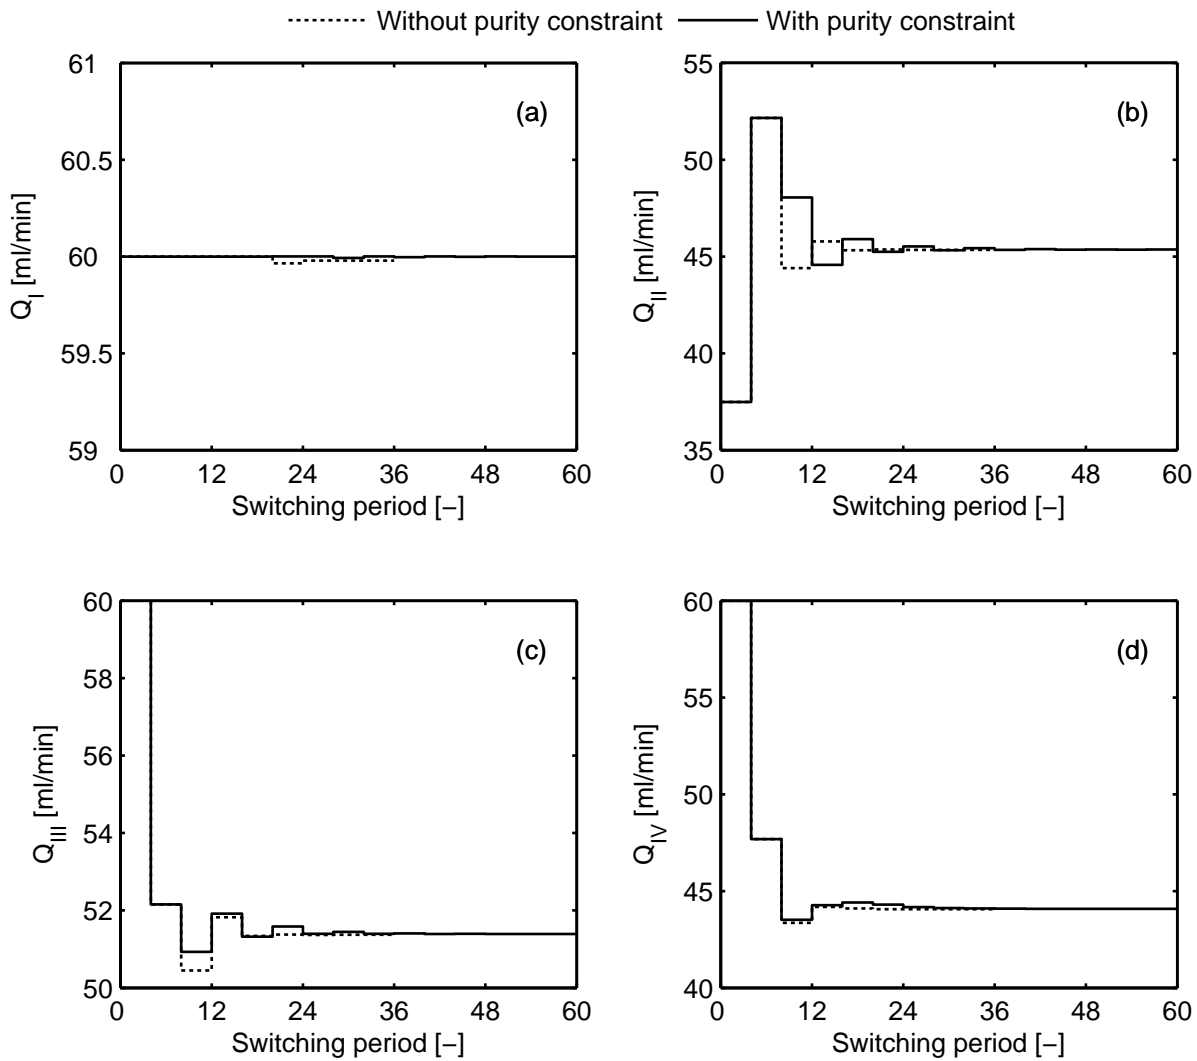 Without purity constraint With purity constraint
61
60.5
60
59.5
59
Q_I [ml/min]
(a)
0 12 24 36 48 60
Switching period [−]
55
50
45
40
35
Q_II [ml/min]
(b)
0 12 24 36 48 60
Switching period [−]
60
58
56
54
52
50
Q_III [ml/min]
(c)
0 12 24 36 48 60
Switching period [−]
60
55
50
45
40
Q_IV [ml/min]
(d)
0 12 24 36 48 60
Switching period [−]